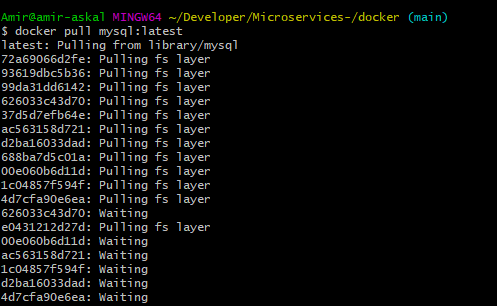 Amir@amir-askal MINGW64 ~/Developer/Microservices-/docker (main)
$ docker pull mysql:latest
latest: Pulling from library/mysql
72a69066d2fe: Pulling fs layer
93619dbc5b36: Pulling fs layer
99da31dd6142: Pulling fs layer
626033c43d70: Pulling fs layer
37d5d7efb64e: Pulling fs layer
ac563158d721: Pulling fs layer
d2ba16033dad: Pulling fs layer
688ba7d5c01a: Pulling fs layer
00e060b6d11d: Pulling fs layer
1c04857f594f: Pulling fs layer
4d7cfa90e6ea: Pulling fs layer
626033c43d70: Waiting
e0431212d27d: Pulling fs layer
00e060b6d11d: Waiting
ac563158d721: Waiting
1c04857f594f: Waiting
d2ba16033dad: Waiting
4d7cfa90e6ea: Waiting